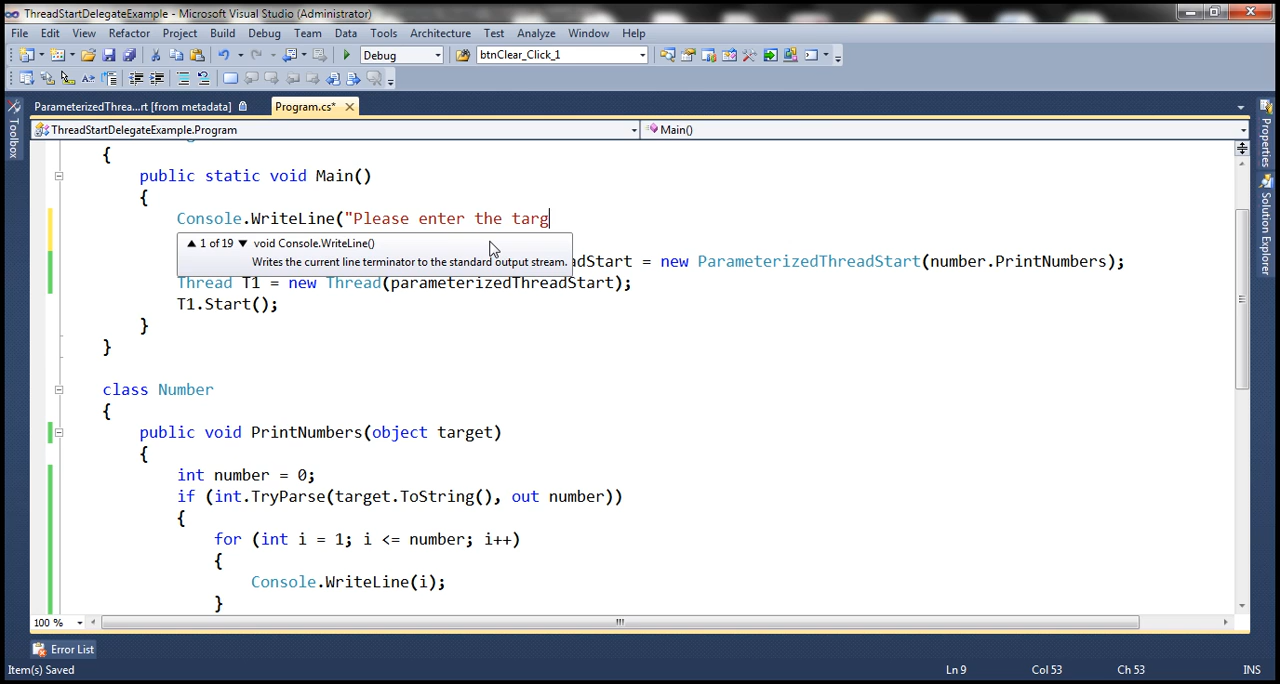 ThreadStartDelegateExample - Microsoft Visual Studio (Administrator)
File Edit View Refactor Project Build Debug Team Data Tools Architecture Test Analyze Window Help
Debug btnClear_Click_1
ParameterizedThrea...rt [from metadata] Program.cs*
ThreadStartDelegateExample.Program Main()
Toolbox
Properties
Solution Explorer
{
public static void Main()
{
Console.WriteLine("Please enter the targ
1 of 19 void Console.WriteLine()
Writes the current line terminator to the standard output stream.
adStart = new ParameterizedThreadStart(number.PrintNumbers);
Thread T1 = new Thread(parameterizedThreadStart);
T1.Start();
}
}
class Number
{
public void PrintNumbers(object target)
{
int number = 0;
if (int.TryParse(target.ToString(), out number))
{
for (int i = 1; i <= number; i++)
{
Console.WriteLine(i);
}
100 %
Error List
Item(s) Saved Ln 9 Col 53 Ch 53 INS